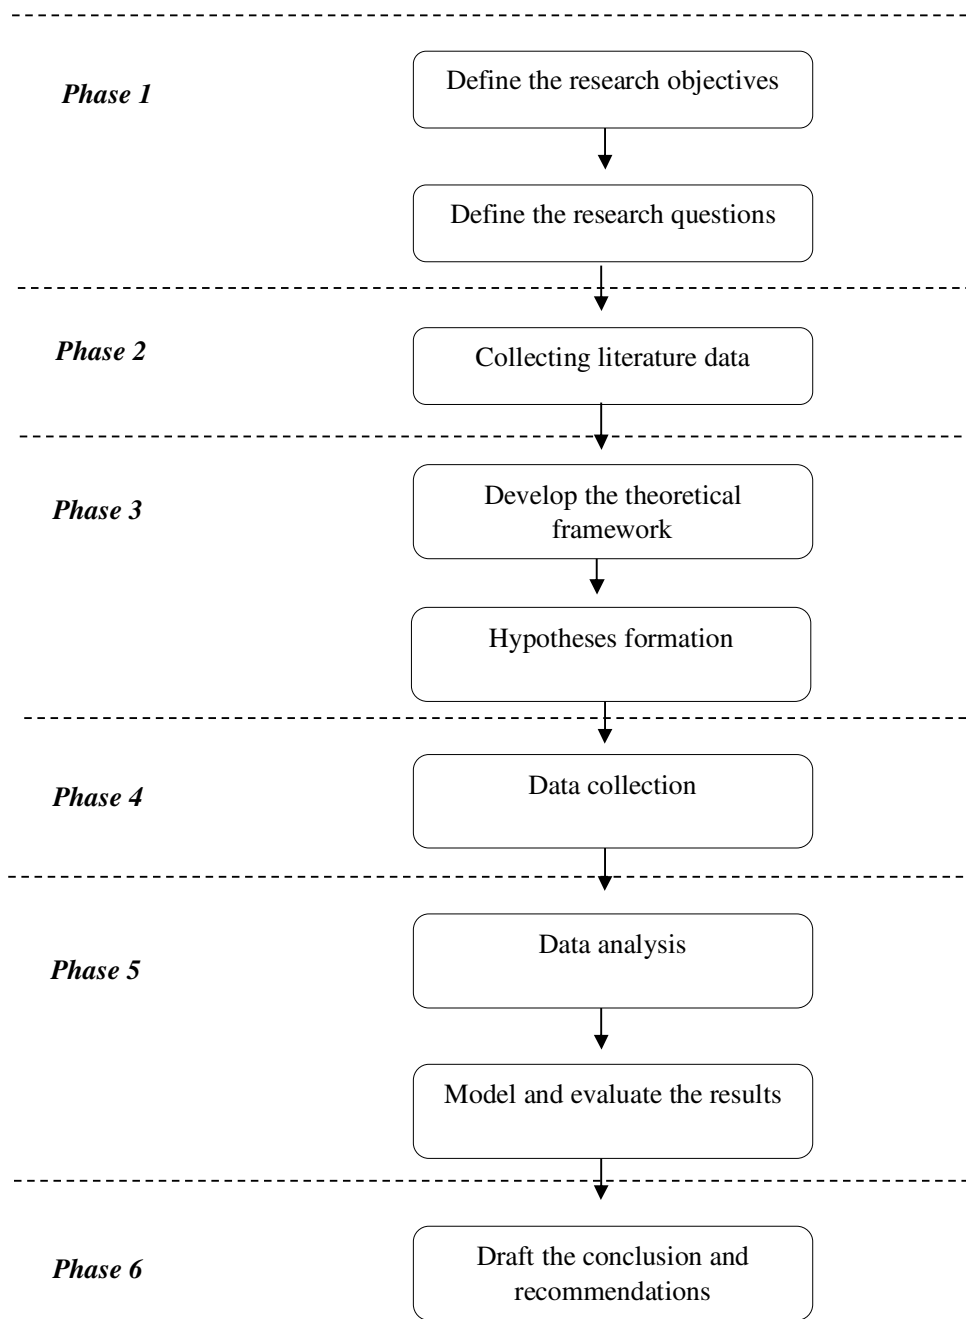 Phase 1
Define the research objectives
Define the research questions
Phase 2
Collecting literature data
Phase 3
Develop the theoretical
framework
Hypotheses formation
Phase 4
Data collection
Phase 5
Data analysis
Model and evaluate the results
Phase 6
Draft the conclusion and
recommendations